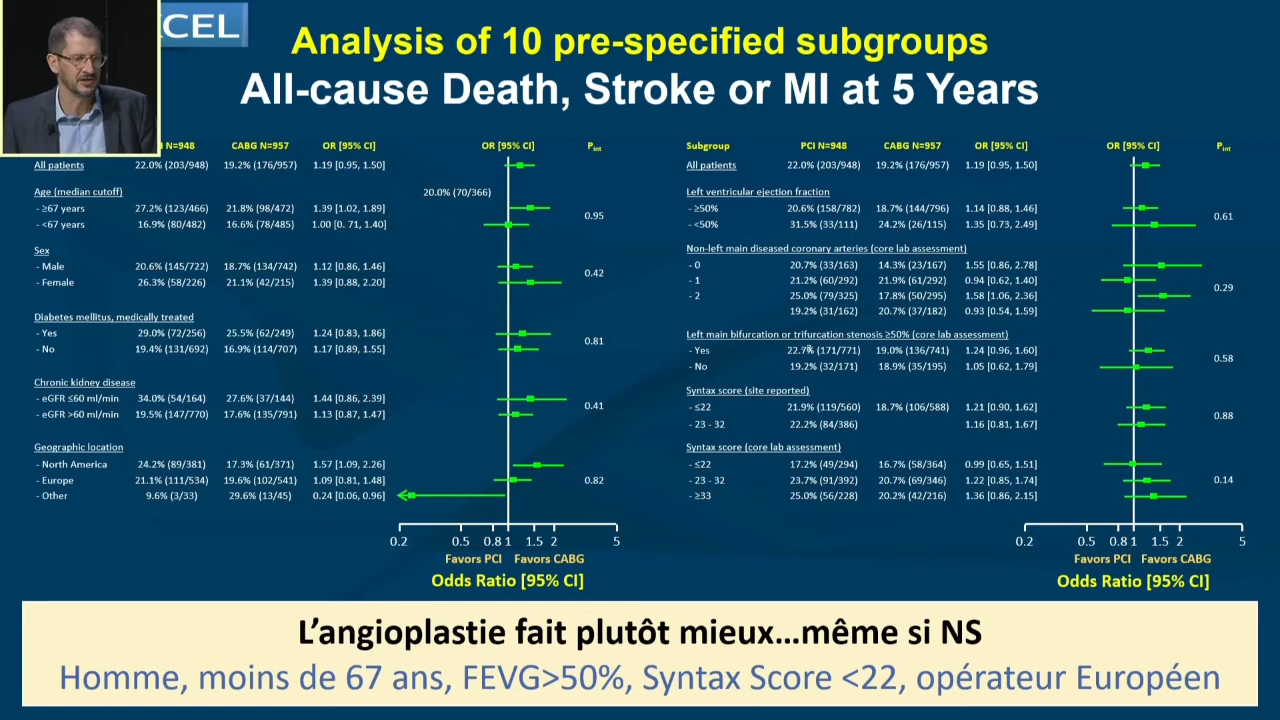 CEL
Analysis of 10 pre-specified subgroups
All-cause Death, Stroke or MI at 5 Years
I N=948 CABG N=957 OR [95% CI] OR [95% CI] Pint
All patients 22.0% (203/948) 19.2% (176/957) 1.19 [0.95, 1.50]
Age (median cutoff) 20.0% (70/366)
- ≥67 years 27.2% (123/466) 21.8% (98/472) 1.39 [1.02, 1.89]
0.95
- <67 years 16.9% (80/482) 16.6% (78/485) 1.00 [0. 71, 1.40]
Sex
- Male 20.6% (145/722) 18.7% (134/742) 1.12 [0.86, 1.46]
0.42
- Female 26.3% (58/226) 21.1% (42/215) 1.39 [0.88, 2.20]
Diabetes mellitus, medically treated
- Yes 29.0% (72/256) 25.5% (62/249) 1.24 [0.83, 1.86]
0.81
- No 19.4% (131/692) 16.9% (114/707) 1.17 [0.89, 1.55]
Chronic kidney disease
- eGFR ≤60 ml/min 34.0% (54/164) 27.6% (37/144) 1.44 [0.86, 2.39]
0.41
- eGFR >60 ml/min 19.5% (147/770) 17.6% (135/791) 1.13 [0.87, 1.47]
Geographic location
- North America 24.2% (89/381) 17.3% (61/371) 1.57 [1.09, 2.26]
- Europe 21.1% (111/534) 19.6% (102/541) 1.09 [0.81, 1.48] 0.82
- Other 9.6% (3/33) 29.6% (13/45) 0.24 [0.06, 0.96]
0.2 0.5 0.8 1 1.5 2 5
Favors PCI Favors CABG
Odds Ratio [95% CI]
Subgroup PCI N=948 CABG N=957 OR [95% CI] OR [95% CI] Pint
All patients 22.0% (203/948) 19.2% (176/957) 1.19 [0.95, 1.50]
Left ventricular ejection fraction
- ≥50% 20.6% (158/782) 18.7% (144/796) 1.14 [0.88, 1.46]
0.61
- <50% 31.5% (33/111) 24.2% (26/115) 1.35 [0.73, 2.49]
Non-left main diseased coronary arteries (core lab assessment)
- 0 20.7% (33/163) 14.3% (23/167) 1.55 [0.86, 2.78]
- 1 21.2% (60/292) 21.9% (61/292) 0.94 [0.62, 1.40]
0.29
- 2 25.0% (79/325) 17.8% (50/295) 1.58 [1.06, 2.36]
19.2% (31/162) 20.7% (37/182) 0.93 [0.54, 1.59]
Left main bifurcation or trifurcation stenosis ≥50% (core lab assessment)
- Yes 22.7% (171/771) 19.0% (136/741) 1.24 [0.96, 1.60]
0.58
- No 19.2% (32/171) 18.9% (35/195) 1.05 [0.62, 1.79]
Syntax score (site reported)
- ≤22 21.9% (119/560) 18.7% (106/588) 1.21 [0.90, 1.62]
0.88
- 23 - 32 22.2% (84/386) 1.16 [0.81, 1.67]
Syntax score (core lab assessment)
- ≤22 17.2% (49/294) 16.7% (58/364) 0.99 [0.65, 1.51]
- 23 - 32 23.7% (91/392) 20.7% (69/346) 1.22 [0.85, 1.74] 0.14
- ≥33 25.0% (56/228) 20.2% (42/216) 1.36 [0.86, 2.15]
0.2 0.5 0.8 1 1.5 2 5
Favors PCI Favors CABG
Odds Ratio [95% CI]
L'angioplastie fait plutôt mieux...même si NS
Homme, moins de 67 ans, FEVG>50%, Syntax Score <22, opérateur Européen